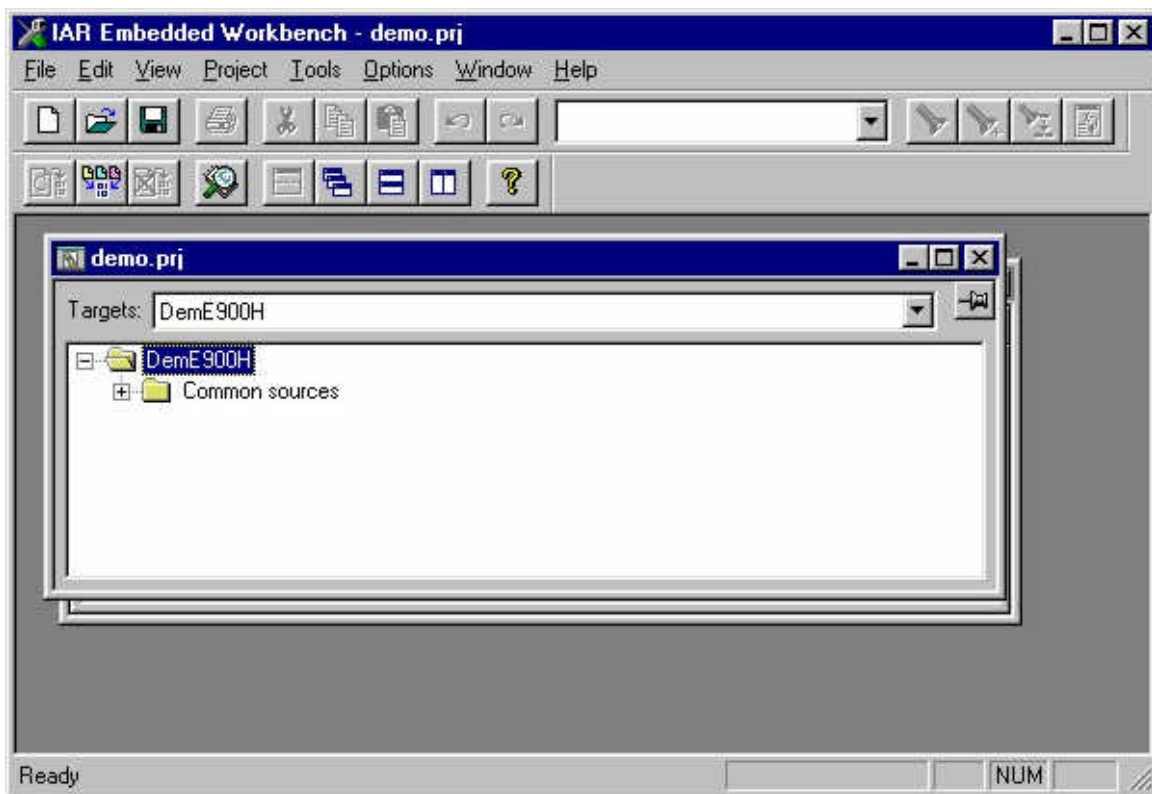 IAR Embedded Workbench - demo.prj
File Edit View Project Tools Options Window Help
demo.prj
Targets: DemE900H
DemE900H
Common sources
Ready NUM